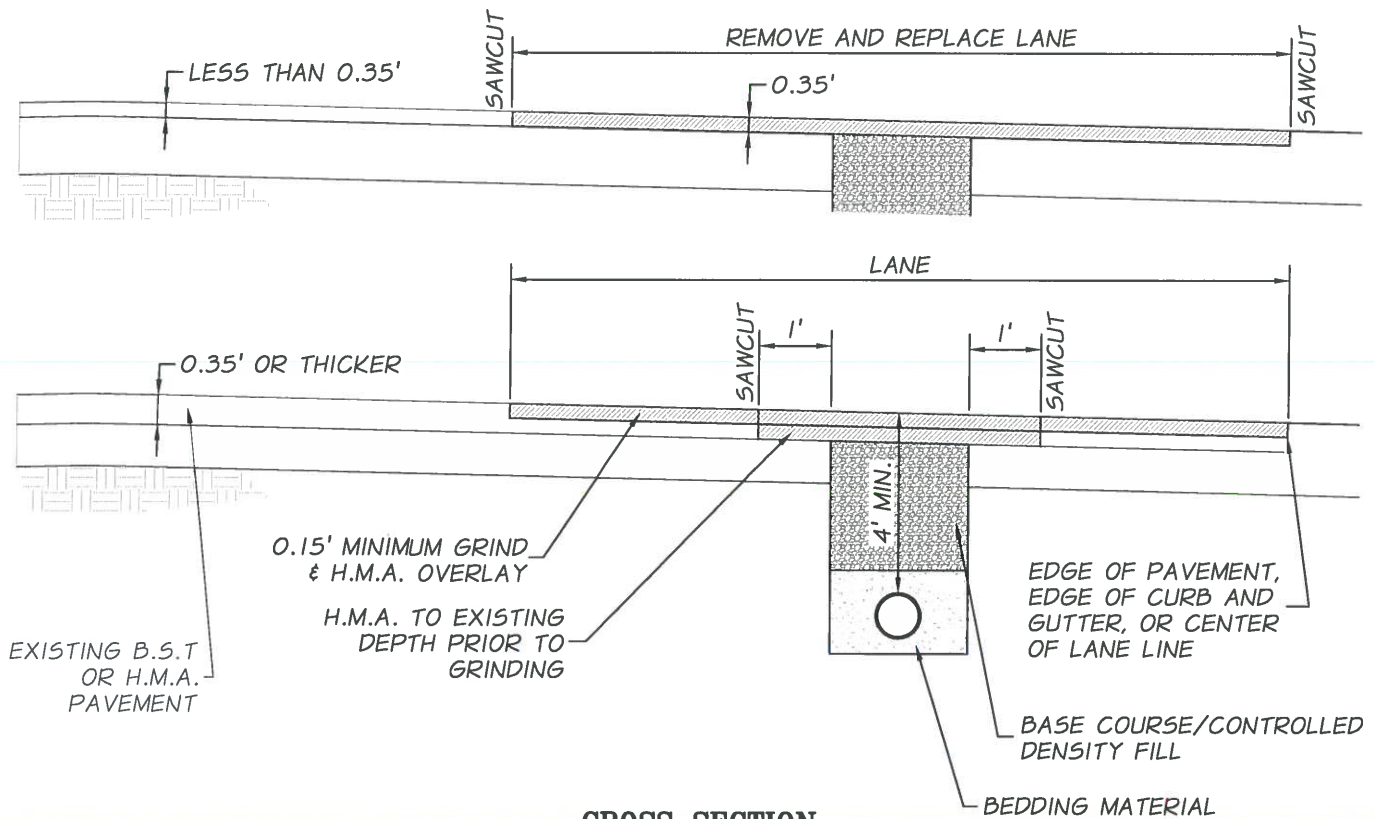 REMOVE AND REPLACE LANE
SAWCUT
SAWCUT
LESS THAN 0.35'
0.35'
LANE
SAWCUT
1'
1'
SAWCUT
0.35' OR THICKER
4' MIN.
0.15' MINIMUM GRIND
& H.M.A. OVERLAY
H.M.A. TO EXISTING
DEPTH PRIOR TO
GRINDING
EXISTING B.S.T
OR H.M.A.
PAVEMENT
EDGE OF PAVEMENT,
EDGE OF CURB AND
GUTTER, OR CENTER
OF LANE LINE
BASE COURSE/CONTROLLED
DENSITY FILL
BEDDING MATERIAL
CROSS SECTION